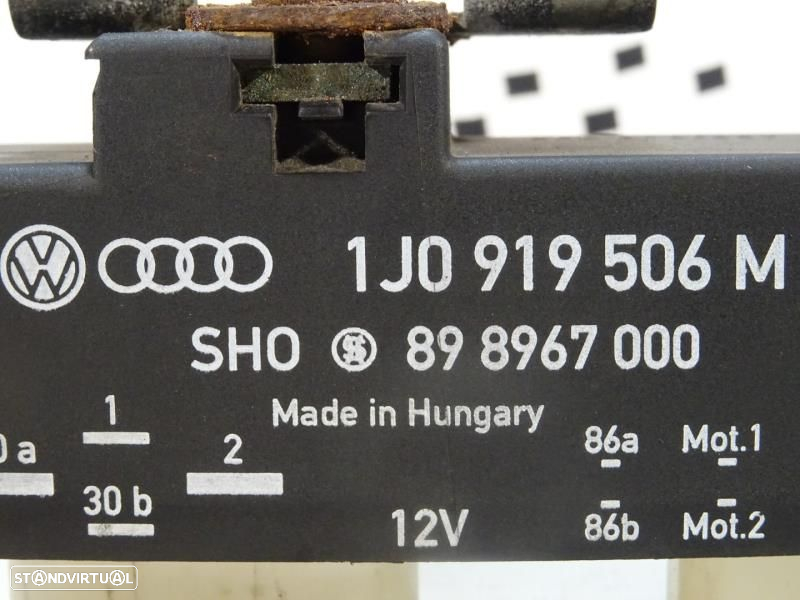 1J0 919 506 M
SHO 89 8967 000
Made in Hungary
0 a 1 2 86a Mot.1
30 b 12V 86b Mot.2
STANDVIRTUAL